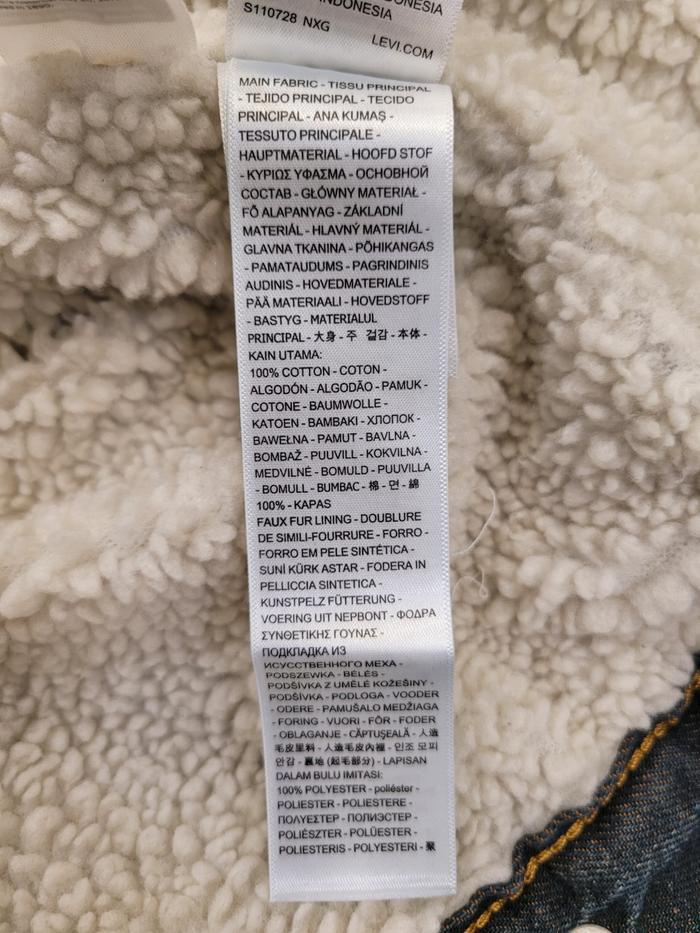 INDONESIA
S110728 NXG
LEVI.COM
MAIN FABRIC - TISSU PRINCIPAL
- TEJIDO PRINCIPAL - TECIDO
PRINCIPAL - ANA KUMAŞ -
TESSUTO PRINCIPALE -
HAUPTMATERIAL - HOOFD STOF
- ΚΥΡΙΩΣ ΥΦΑΣΜΑ - ОСНОВНОЙ
СОСТАВ - GŁÓWNY MATERIAŁ -
FŐ ALAPANYAG - ZÁKLADNÍ
MATERIÁL - HLAVNÝ MATERIÁL -
GLAVNA TKANINA - PÕHIKANGAS
- PAMATAUDUMS - PAGRINDINIS
AUDINIS - HOVEDMATERIALE -
PÄÄ MATERIAALI - HOVEDSTOFF
- BASTYG - MATERIALUL
PRINCIPAL - 大身 - 주 겉감 - 本体 -
KAIN UTAMA:
100% COTTON - COTON -
ALGODÓN - ALGODÃO - PAMUK -
COTONE - BAUMWOLLE -
KATOEN - ΒΑΜΒΑΚΙ - ХЛОПОК -
BAWEŁNA - PAMUT - BAVLNA -
BOMBAŽ - PUUVILL - KOKVILNA -
MEDVILNĖ - BOMULD - PUUVILLA
- BOMULL - BUMBAC - 棉 - 면 - 綿
100% - KAPAS
FAUX FUR LINING - DOUBLURE
DE SIMILI-FOURRURE - FORRO -
FORRO EM PELE SINTÉTICA -
SUNİ KÜRK ASTAR - FODERA IN
PELLICCIA SINTETICA -
KUNSTPELZ FÜTTERUNG -
VOERING UIT NEPBONT - ΦΟΔΡΑ
ΣΥΝΘΕΤΙΚΗΣ ΓΟΥΝΑΣ -
ПОДКЛАДКА ИЗ
ИСУССТВЕННОГО МЕХА -
PODSZEWKA - BÉLÉS -
PODŠÍVKA Z UMĚLÉ KOŽEŠINY -
PODŠÍVKA - PODLOGA - VOODER
- ODERE - PAMUŠALO MEDŽIAGA
- FORING - VUORI - FÔR - FODER
- OBLAGANJE - CĂPTUŞEALĂ - 人造
毛皮里料 - 人造毛皮內裡 - 인조 모피
안감 - 裏地 (起毛部分) - LAPISAN
DALAM BULU IMITASI:
100% POLYESTER - poliéster -
POLIESTER - POLIESTERE -
ΠΟΛΥΕΣΤΕΡ - ПОЛИЭСТЕР -
POLIÉSZTER - POLÜESTER -
POLIESTERIS - POLYESTERI - 聚